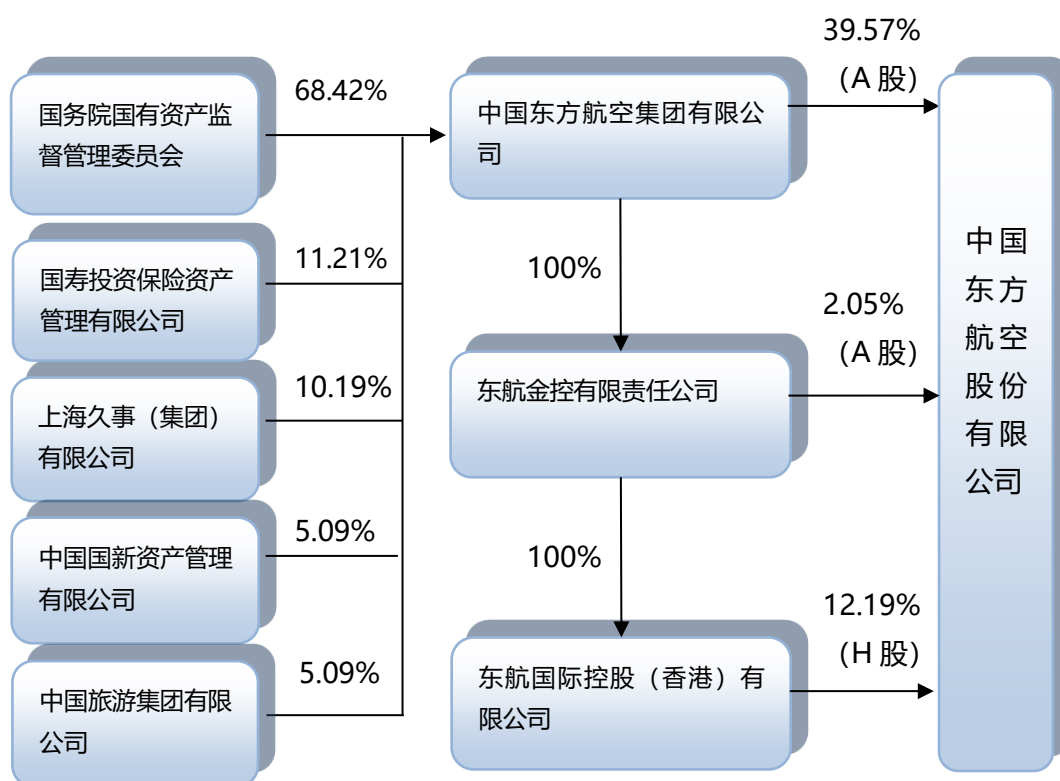 39.57%
(A 股)
国务院国有资产监
督管理委员会
68.42%
中国东方航空集团有限公
司
国寿投资保险资产
管理有限公司
11.21%
100%
2.05%
(A 股)
上海久事（集团）
有限公司
10.19%
东航金控有限责任公司
中国国新资产管理
有限公司
5.09%
100%
12.19%
(H 股)
中国旅游集团有限
公司
5.09%
东航国际控股（香港）有
限公司
中国
东方
航空
股份
有限
公司